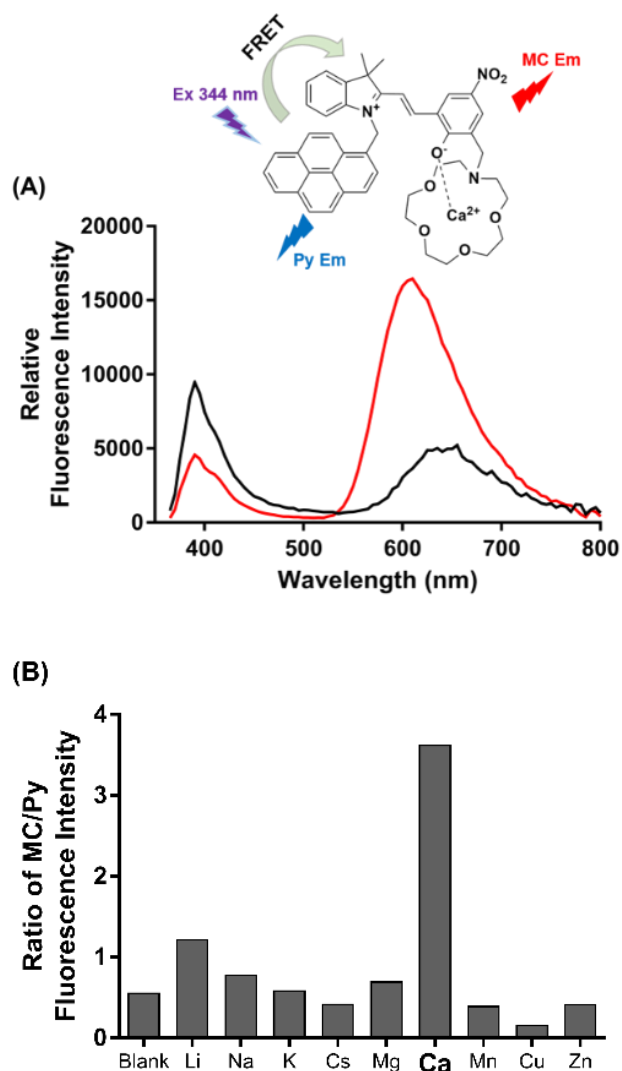 FRET
MC Em
NO₂
Ex 344 nm
N⁺
O⁻
N
O
O
Ca²⁺
O
O
Py Em
(A)
20000
15000
10000
5000
0
Relative
Fluorescence Intensity
400 500 600 700 800
Wavelength (nm)
(B)
4
3
2
1
0
Ratio of MC/Py
Fluorescence Intensity
Blank Li Na K Cs Mg Ca Mn Cu Zn